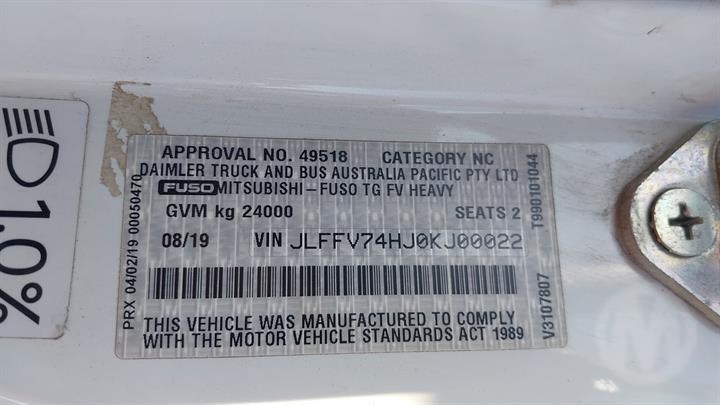 APPROVAL NO. 49518 CATEGORY NC
DAIMLER TRUCK AND BUS AUSTRALIA PACIFIC PTY LTD
FUSO MITSUBISHI-FUSO TG FV HEAVY
GVM kg 24000 SEATS 2
08/19 VIN JLFFV74HJ0KJ00022
THIS VEHICLE WAS MANUFACTURED TO COMPLY
WITH THE MOTOR VEHICLE STANDARDS ACT 1989
PRX 04/02/19 00050470
T990101044
V3107807
1.0%
M